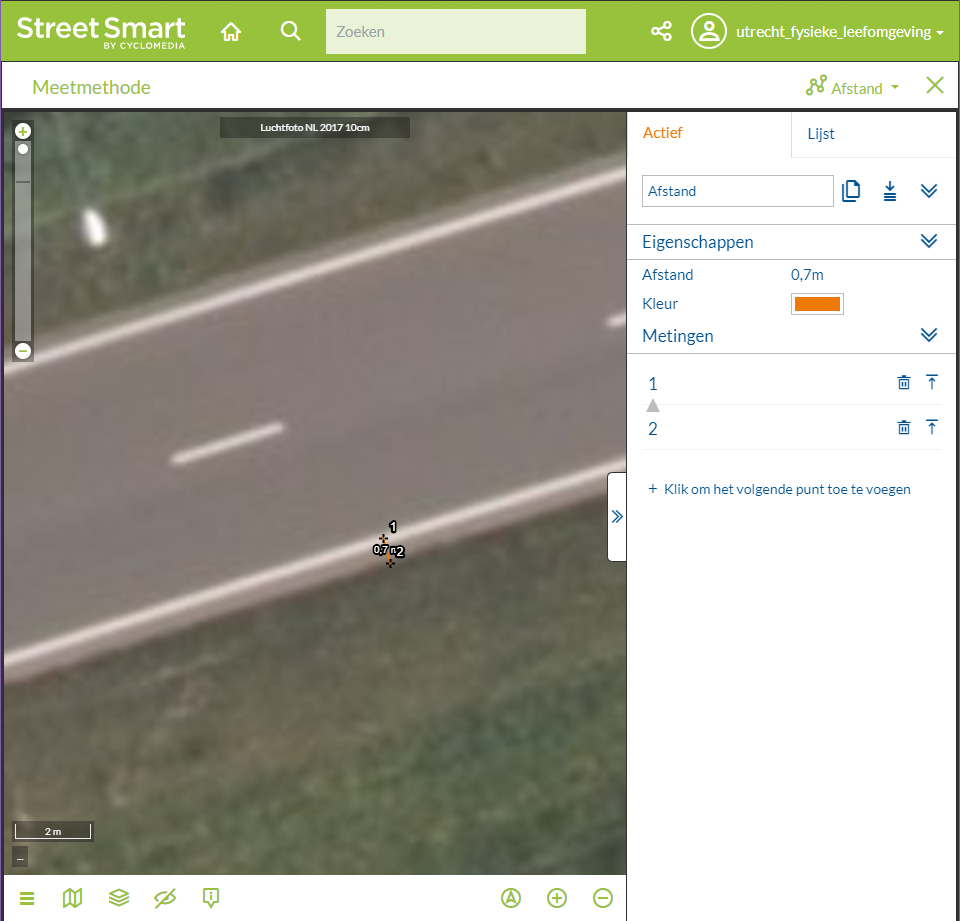 Street Smart
BY CYCLOMEDIA
Zoeken
utrecht_fysieke_leefomgeving
Meetmethode
Afstand
Luchtfoto NL 2017 10cm
Actief
Lijst
Afstand
Eigenschappen
Afstand 0,7m
Kleur
Metingen
1
2
+ Klik om het volgende punt toe te voegen
1
0,7 m 2
2 m
...